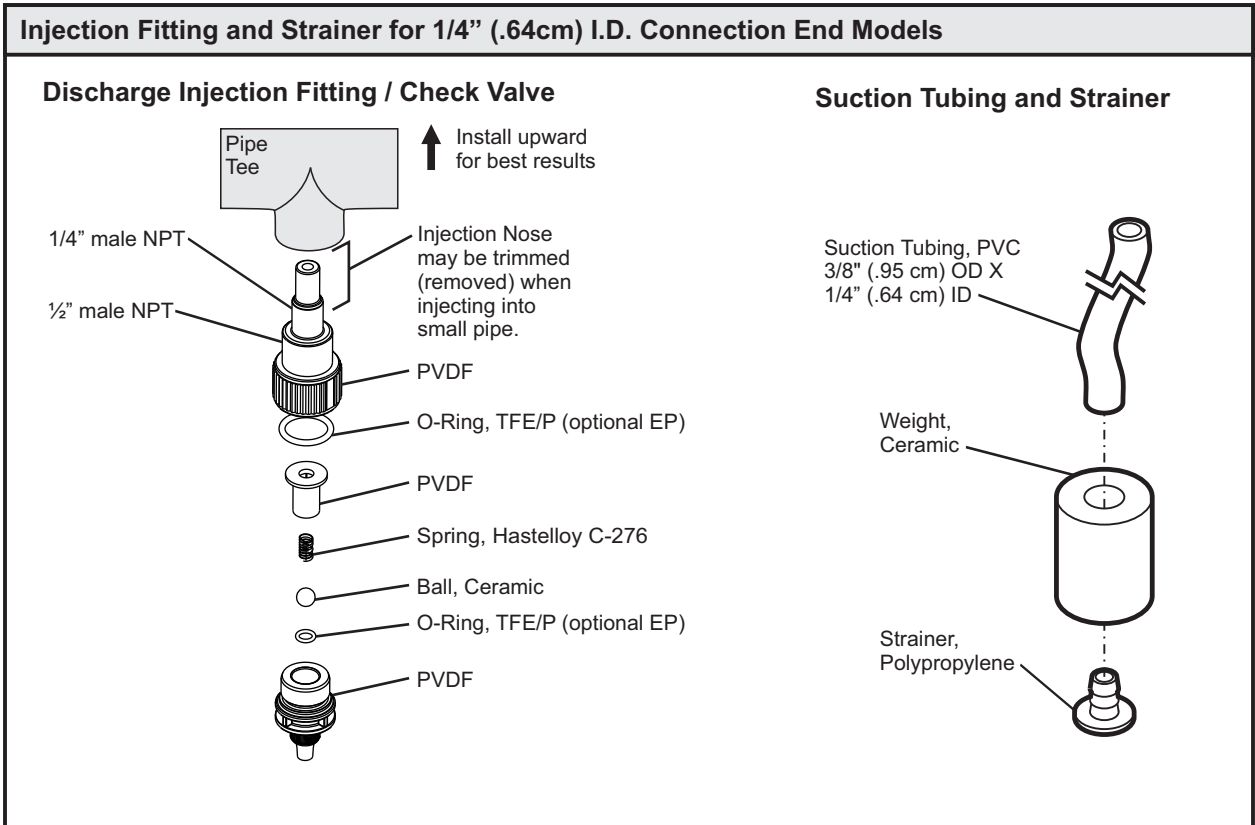 Injection Fitting and Strainer for 1/4” (.64cm) I.D. Connection End Models
Discharge Injection Fitting / Check Valve
Pipe
Tee
Install upward
for best results
1/4” male NPT
½” male NPT
Injection Nose
may be trimmed
(removed) when
injecting into
small pipe.
PVDF
O-Ring, TFE/P (optional EP)
PVDF
Spring, Hastelloy C-276
Ball, Ceramic
O-Ring, TFE/P (optional EP)
PVDF
Suction Tubing and Strainer
Suction Tubing, PVC
3/8" (.95 cm) OD X
1/4” (.64 cm) ID
Weight,
Ceramic
Strainer,
Polypropylene